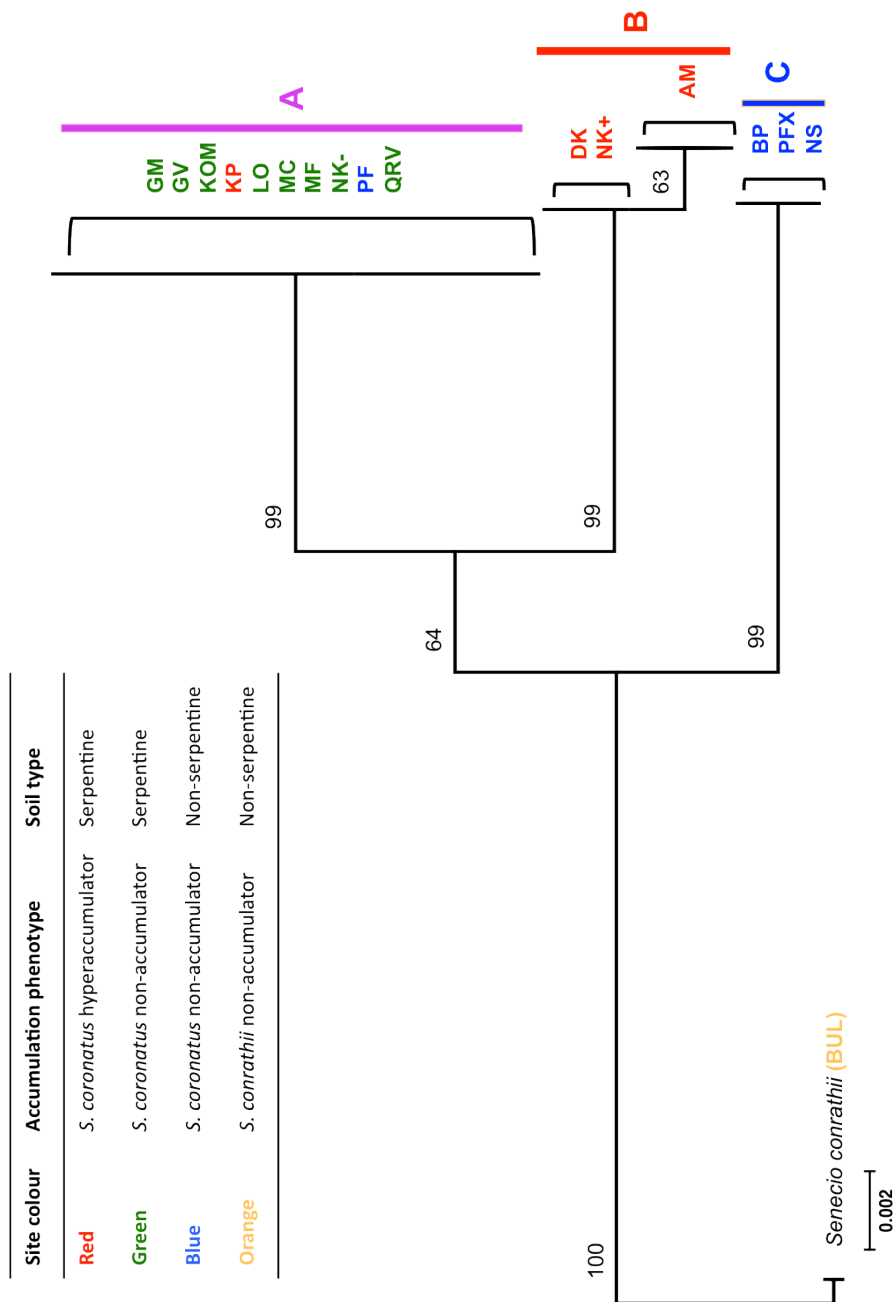 Site colour Accumulation phenotype Soil type
Red S. coronatus hyperaccumulator Serpentine
Green S. coronatus non-accumulator Serpentine
Blue S. coronatus non-accumulator Non-serpentine
Orange S. conrathii non-accumulator Non-serpentine
GM
GV
KOM
KP
LO
MC
MF
NK-
PF
QRV
A
99
DK
NK+
B
AM
63
99
64
BP
PFX
NS
C
99
100
Senecio conrathii (BUL)
0.002